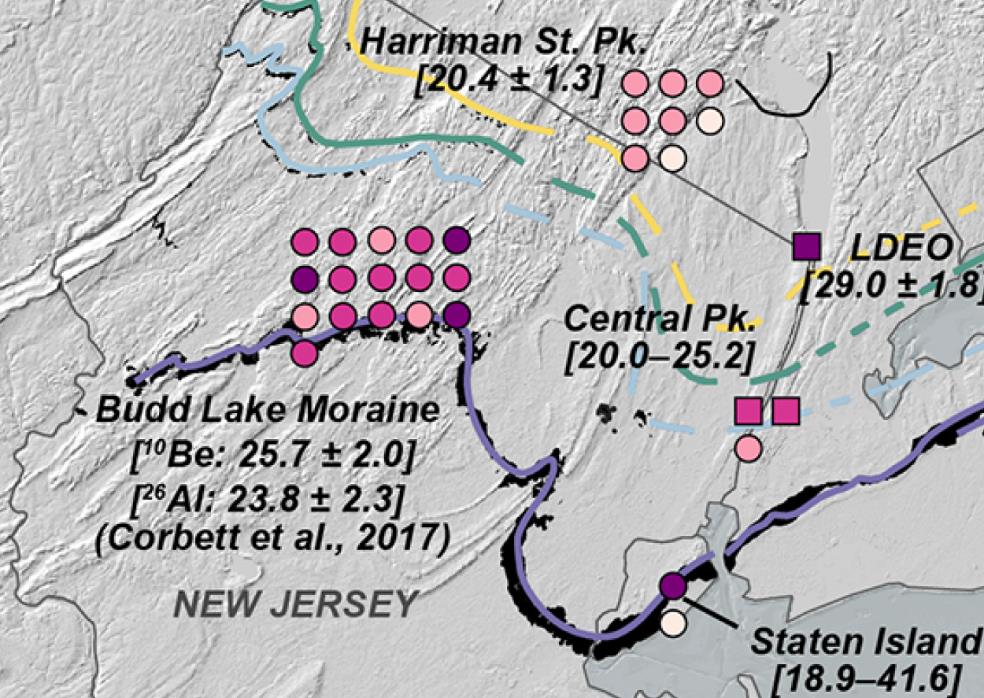 Harriman St. Pk.
[20.4 ± 1.3]
LDEO
[29.0 ± 1.8]
Central Pk.
[20.0–25.2]
Budd Lake Moraine
[¹⁰Be: 25.7 ± 2.0]
[²⁶Al: 23.8 ± 2.3]
(Corbett et al., 2017)
NEW JERSEY
Staten Island
[18.9–41.6]